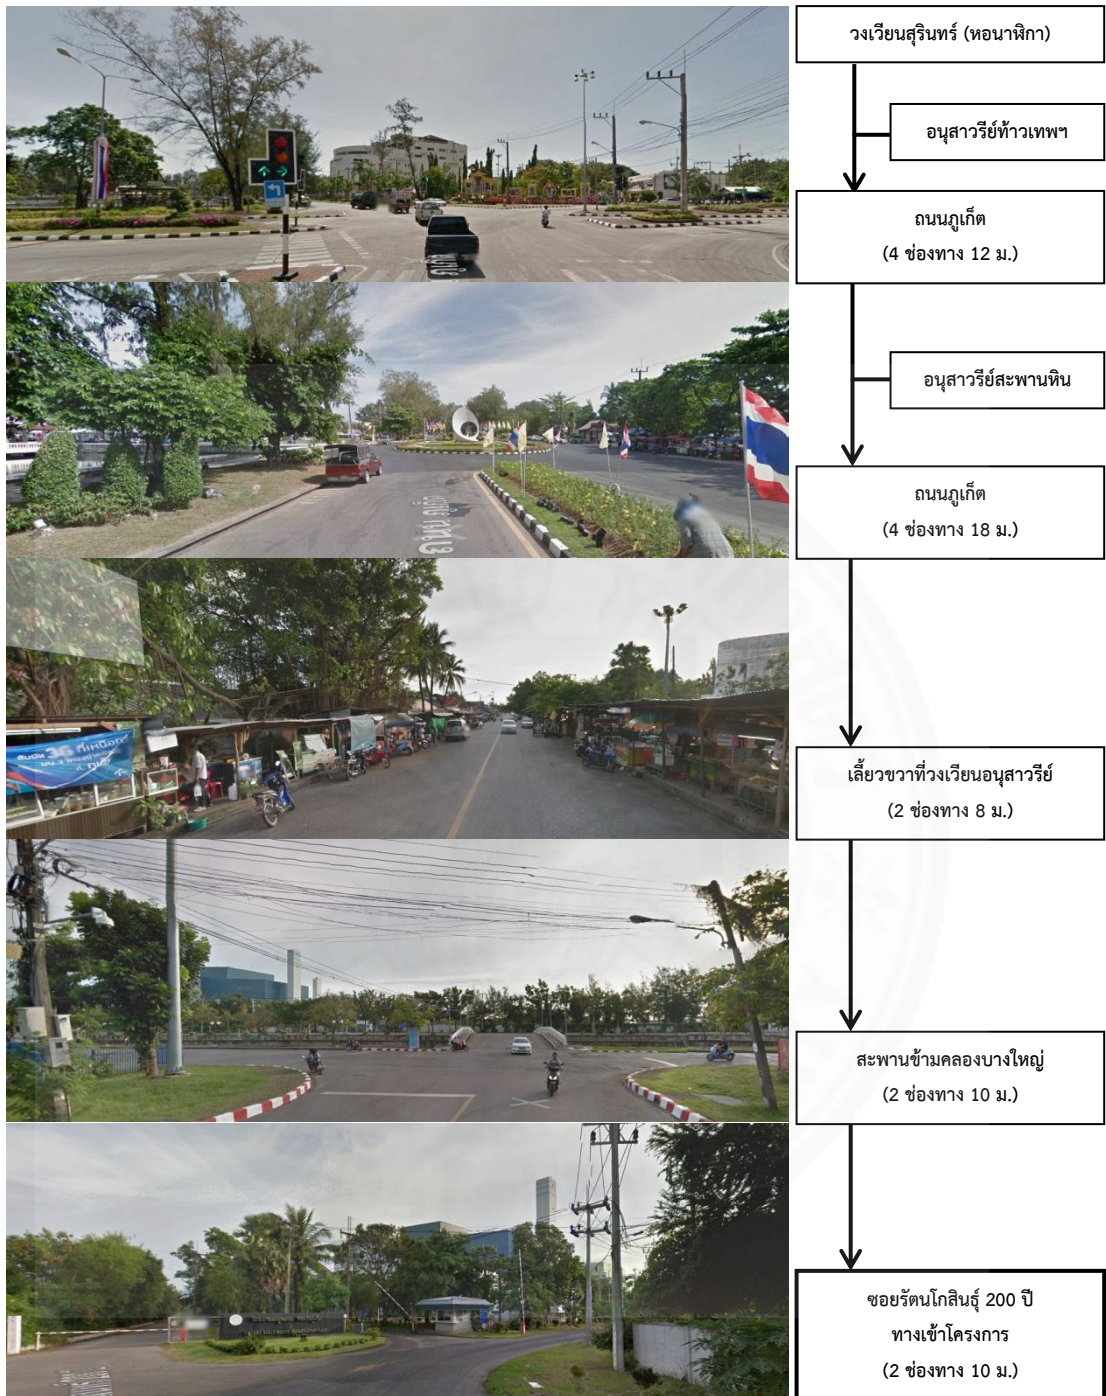 วงเวียนสุรินทร์ (หอนาฬิกา)
อนุสาวรีย์ท้าวเทพฯ
ถนนภูเก็ต
(4 ช่องทาง 12 ม.)
อนุสาวรีย์สะพานหิน
ถนนภูเก็ต
(4 ช่องทาง 18 ม.)
เลี้ยวขวาที่วงเวียนอนุสาวรีย์
(2 ช่องทาง 8 ม.)
สะพานข้ามคลองบางใหญ่
(2 ช่องทาง 10 ม.)
ซอยรัตนโกสินธุ์ 200 ปี
ทางเข้าโครงการ
(2 ช่องทาง 10 ม.)
ถนน ภูเก็ต
3G